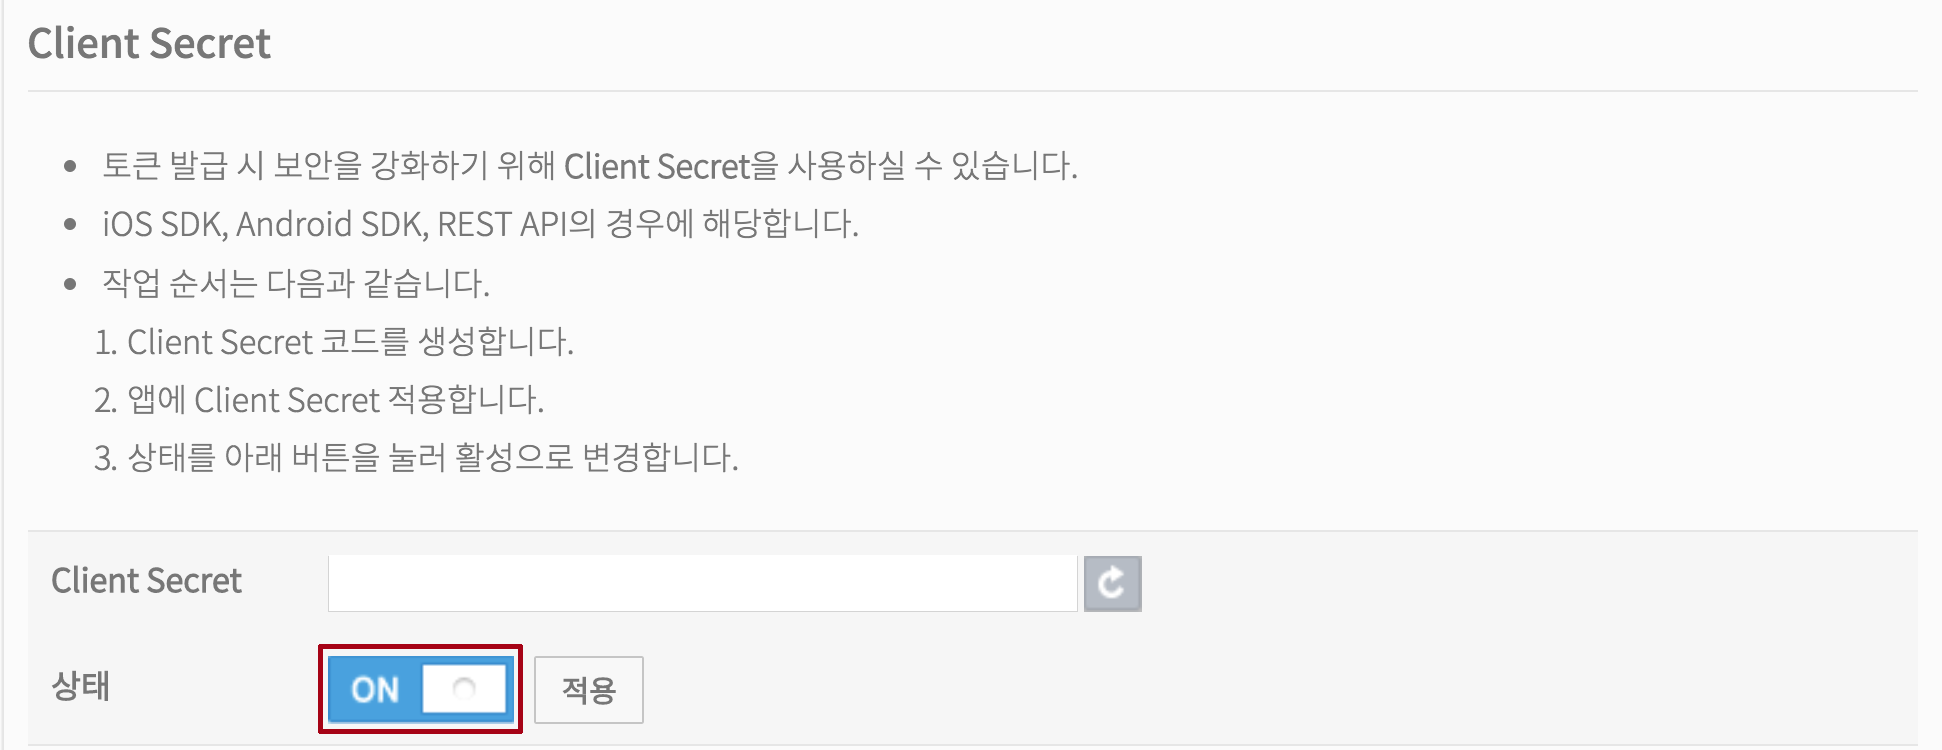 Client Secret
• 토큰 발급 시 보안을 강화하기 위해 Client Secret을 사용하실 수 있습니다.
• iOS SDK, Android SDK, REST API의 경우에 해당합니다.
• 작업 순서는 다음과 같습니다.
1. Client Secret 코드를 생성합니다.
2. 앱에 Client Secret 적용합니다.
3. 상태를 아래 버튼을 눌러 활성으로 변경합니다.
Client Secret
상태 ON 적용